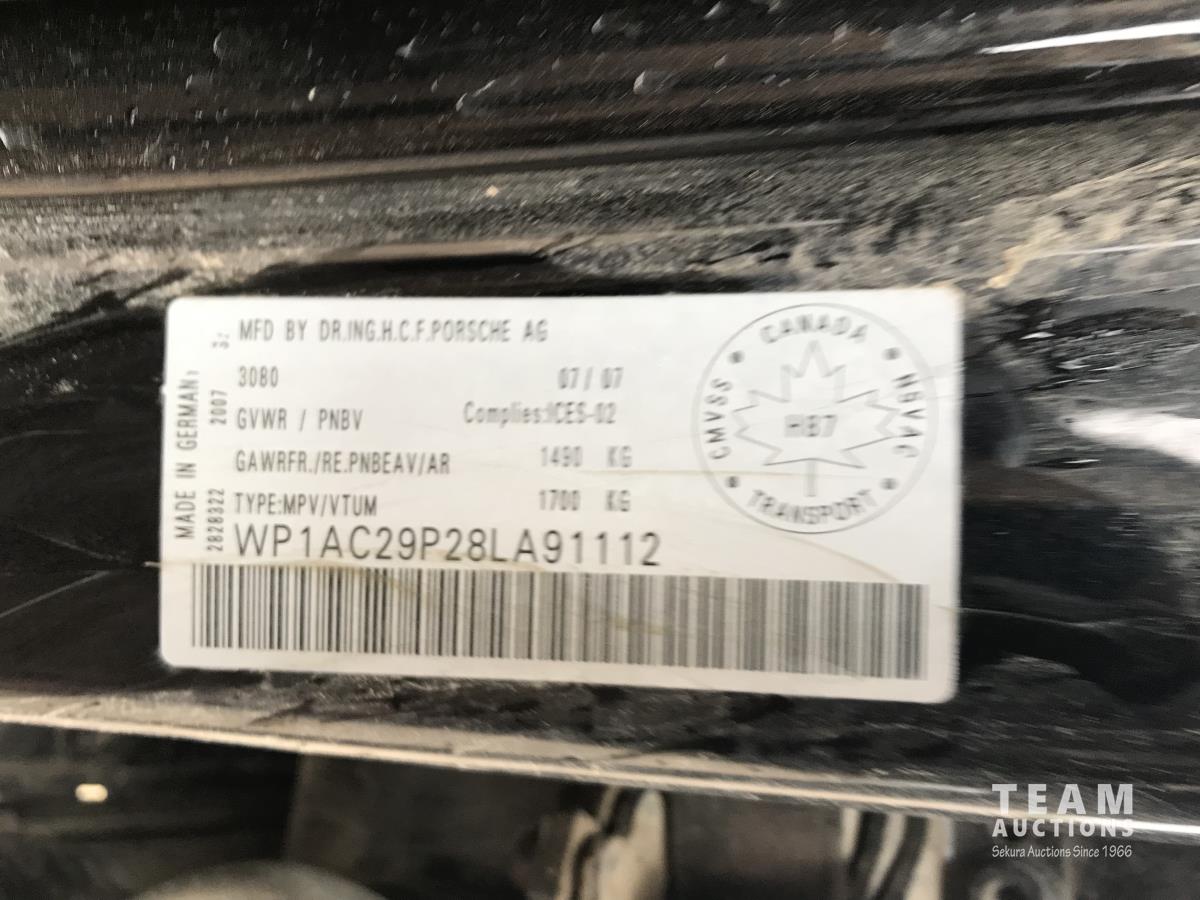 MFD BY DR.ING.H.C.F.PORSCHE AG
3080 07/07
GVWR / PNBV Complies:ICES-02
GAWRFR./RE.PNBEAV/AR 1490 KG
TYPE:MPV/VTUM 1700 KG
WP1AC29P28LA91112
MADE IN GERMANY
2828322 2007 32
CANADA
CMVSS
NSVAC
H87
TRANSPORT
TEAM
AUCTIONS
Sekura Auctions Since 1966